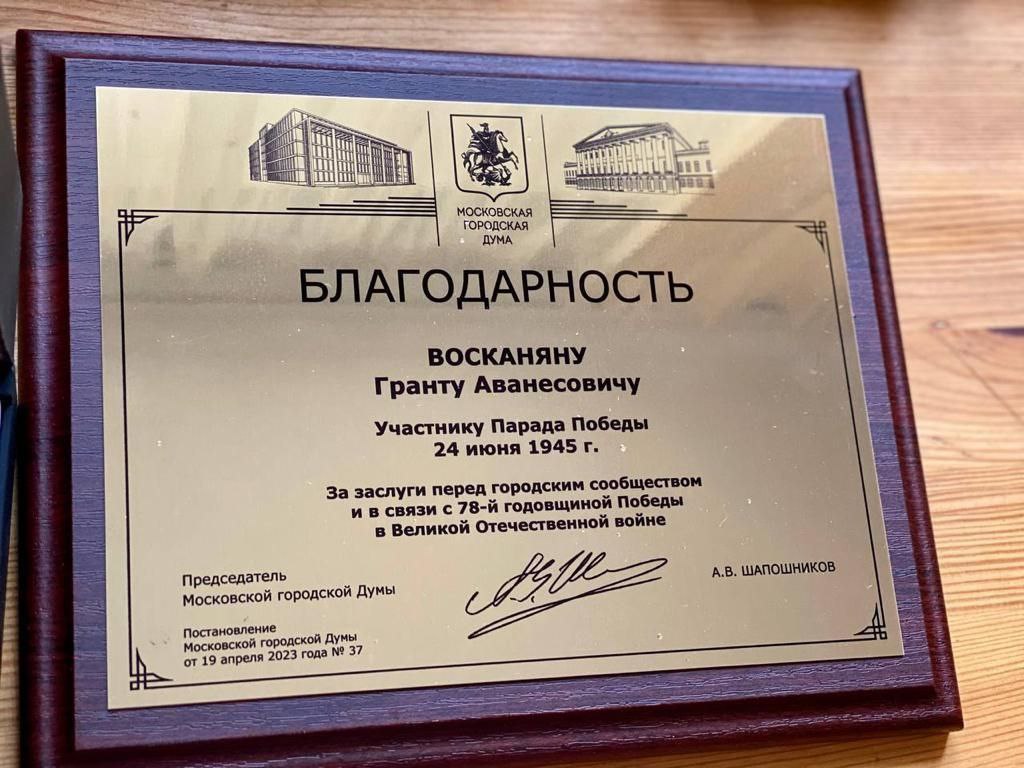 МОСКОВСКАЯ
ГОРОДСКАЯ
ДУМА
БЛАГОДАРНОСТЬ
ВОСКАНЯНУ
Гранту Аванесовичу
Участнику Парада Победы
24 июня 1945 г.
За заслуги перед городским сообществом
и в связи с 78-й годовщиной Победы
в Великой Отечественной войне
Председатель
Московской городской Думы
А.В. ШАПОШНИКОВ
Постановление
Московской городской Думы
от 19 апреля 2023 года № 37